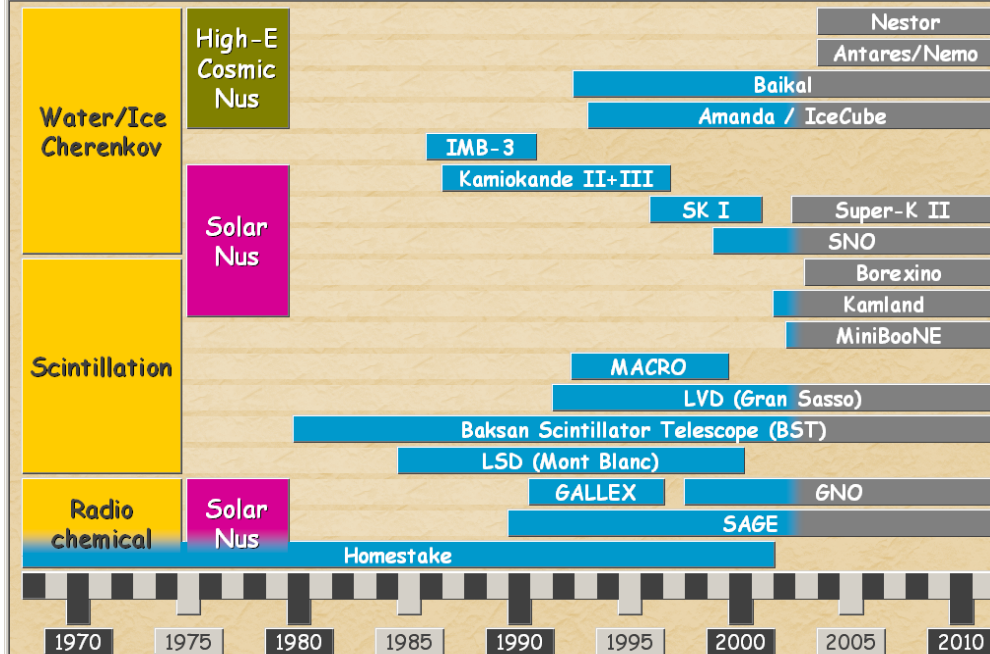 Nestor
High-E
Cosmic
Nus
Antares/Nemo
Baikal
Water/Ice
Cherenkov
Amanda / IceCube
IMB-3
Kamiokande II+III
SK I
Super-K II
Solar
Nus
SNO
Borexino
Kamland
MiniBooNE
Scintillation
MACRO
LVD (Gran Sasso)
Baksan Scintillator Telescope (BST)
LSD (Mont Blanc)
Radio
chemical
Solar
Nus
GALLEX
GNO
SAGE
Homestake
1970 1975 1980 1985 1990 1995 2000 2005 2010